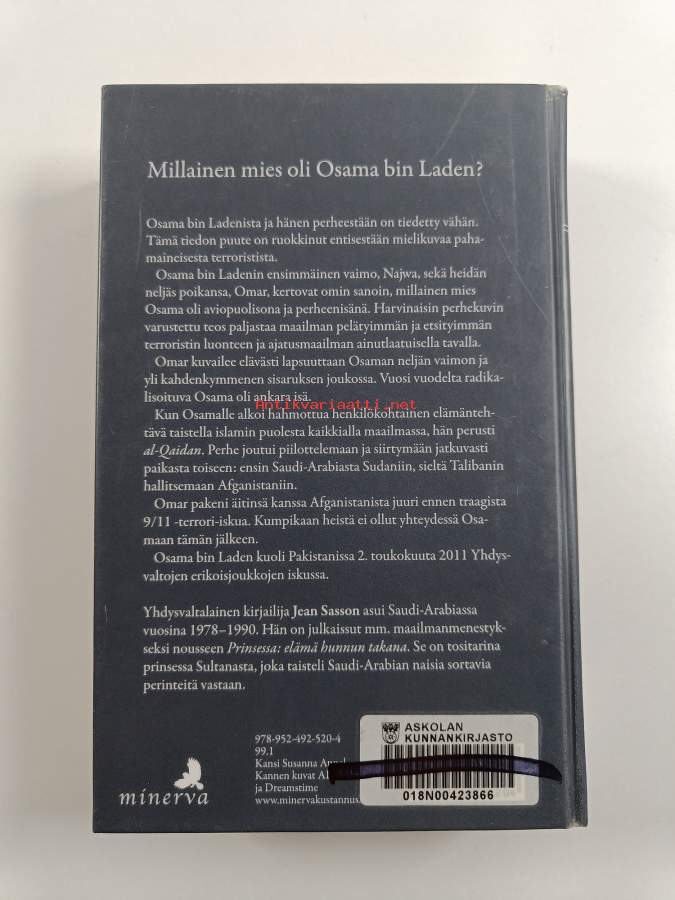 Millainen mies oli Osama bin Laden?
Osama bin Ladenista ja hänen perheestään on tiedetty vähän.
Tämä tiedon puute on ruokkinut entisestään mielikuvaa paha-
maineisesta terroristista.
Osama bin Ladenin ensimmäinen vaimo, Najwa, sekä heidän
neljäs poikansa, Omar, kertovat omin sanoin, millainen mies
Osama oli aviopuolisona ja perheenisänä. Harvinaisin perhekuvin
varustettu teos paljastaa maailman pelätyimmän ja etsityimmän
terroristin luonteen ja ajatusmaailman ainutlaatuisella tavalla.
Omar kuvailee elävästi lapsuuttaan Osaman neljän vaimon ja
yli kahdenkymmenen sisaruksen joukossa. Vuosi vuodelta radika-
lisoituva Osama oli ankara isä.
Antikvariaatti.net
Kun Osamalle alkoi hahmottua henkilökohtainen elämänteh-
tävä taistella islamin puolesta kaikkialla maailmassa, hän perusti
al-Qaidan. Perhe joutui piilottelemaan ja siirtymään jatkuvasti
paikasta toiseen: ensin Saudi-Arabiasta Sudaniin, sieltä Talibanin
hallitsemaan Afganistaniin.
Omar pakeni äitinsä kanssa Afganistanista juuri ennen traagista
9/11 -terrori-iskua. Kumpikaan heistä ei ollut yhteydessä Osa-
maan tämän jälkeen.
Osama bin Laden kuoli Pakistanissa 2. toukokuuta 2011 Yhdys-
valtojen erikoisjoukkojen iskussa.
Yhdysvaltalainen kirjailija Jean Sasson asui Saudi-Arabiassa
vuosina 1978–1990. Hän on julkaissut mm. maailmanmenestyk-
seksi nousseen Prinsessa: elämä hunnun takana. Se on tositarina
prinsessa Sultanasta, joka taisteli Saudi-Arabian naisia sortavia
perinteitä vastaan.
978-952-492-520-4
99.1
Kansi Susanna
Kannen kuvat
ja Dreamstime
www.minervakustannus.
minerva
ASKOLAN
KUNNANKIRJASTO
018N00423866